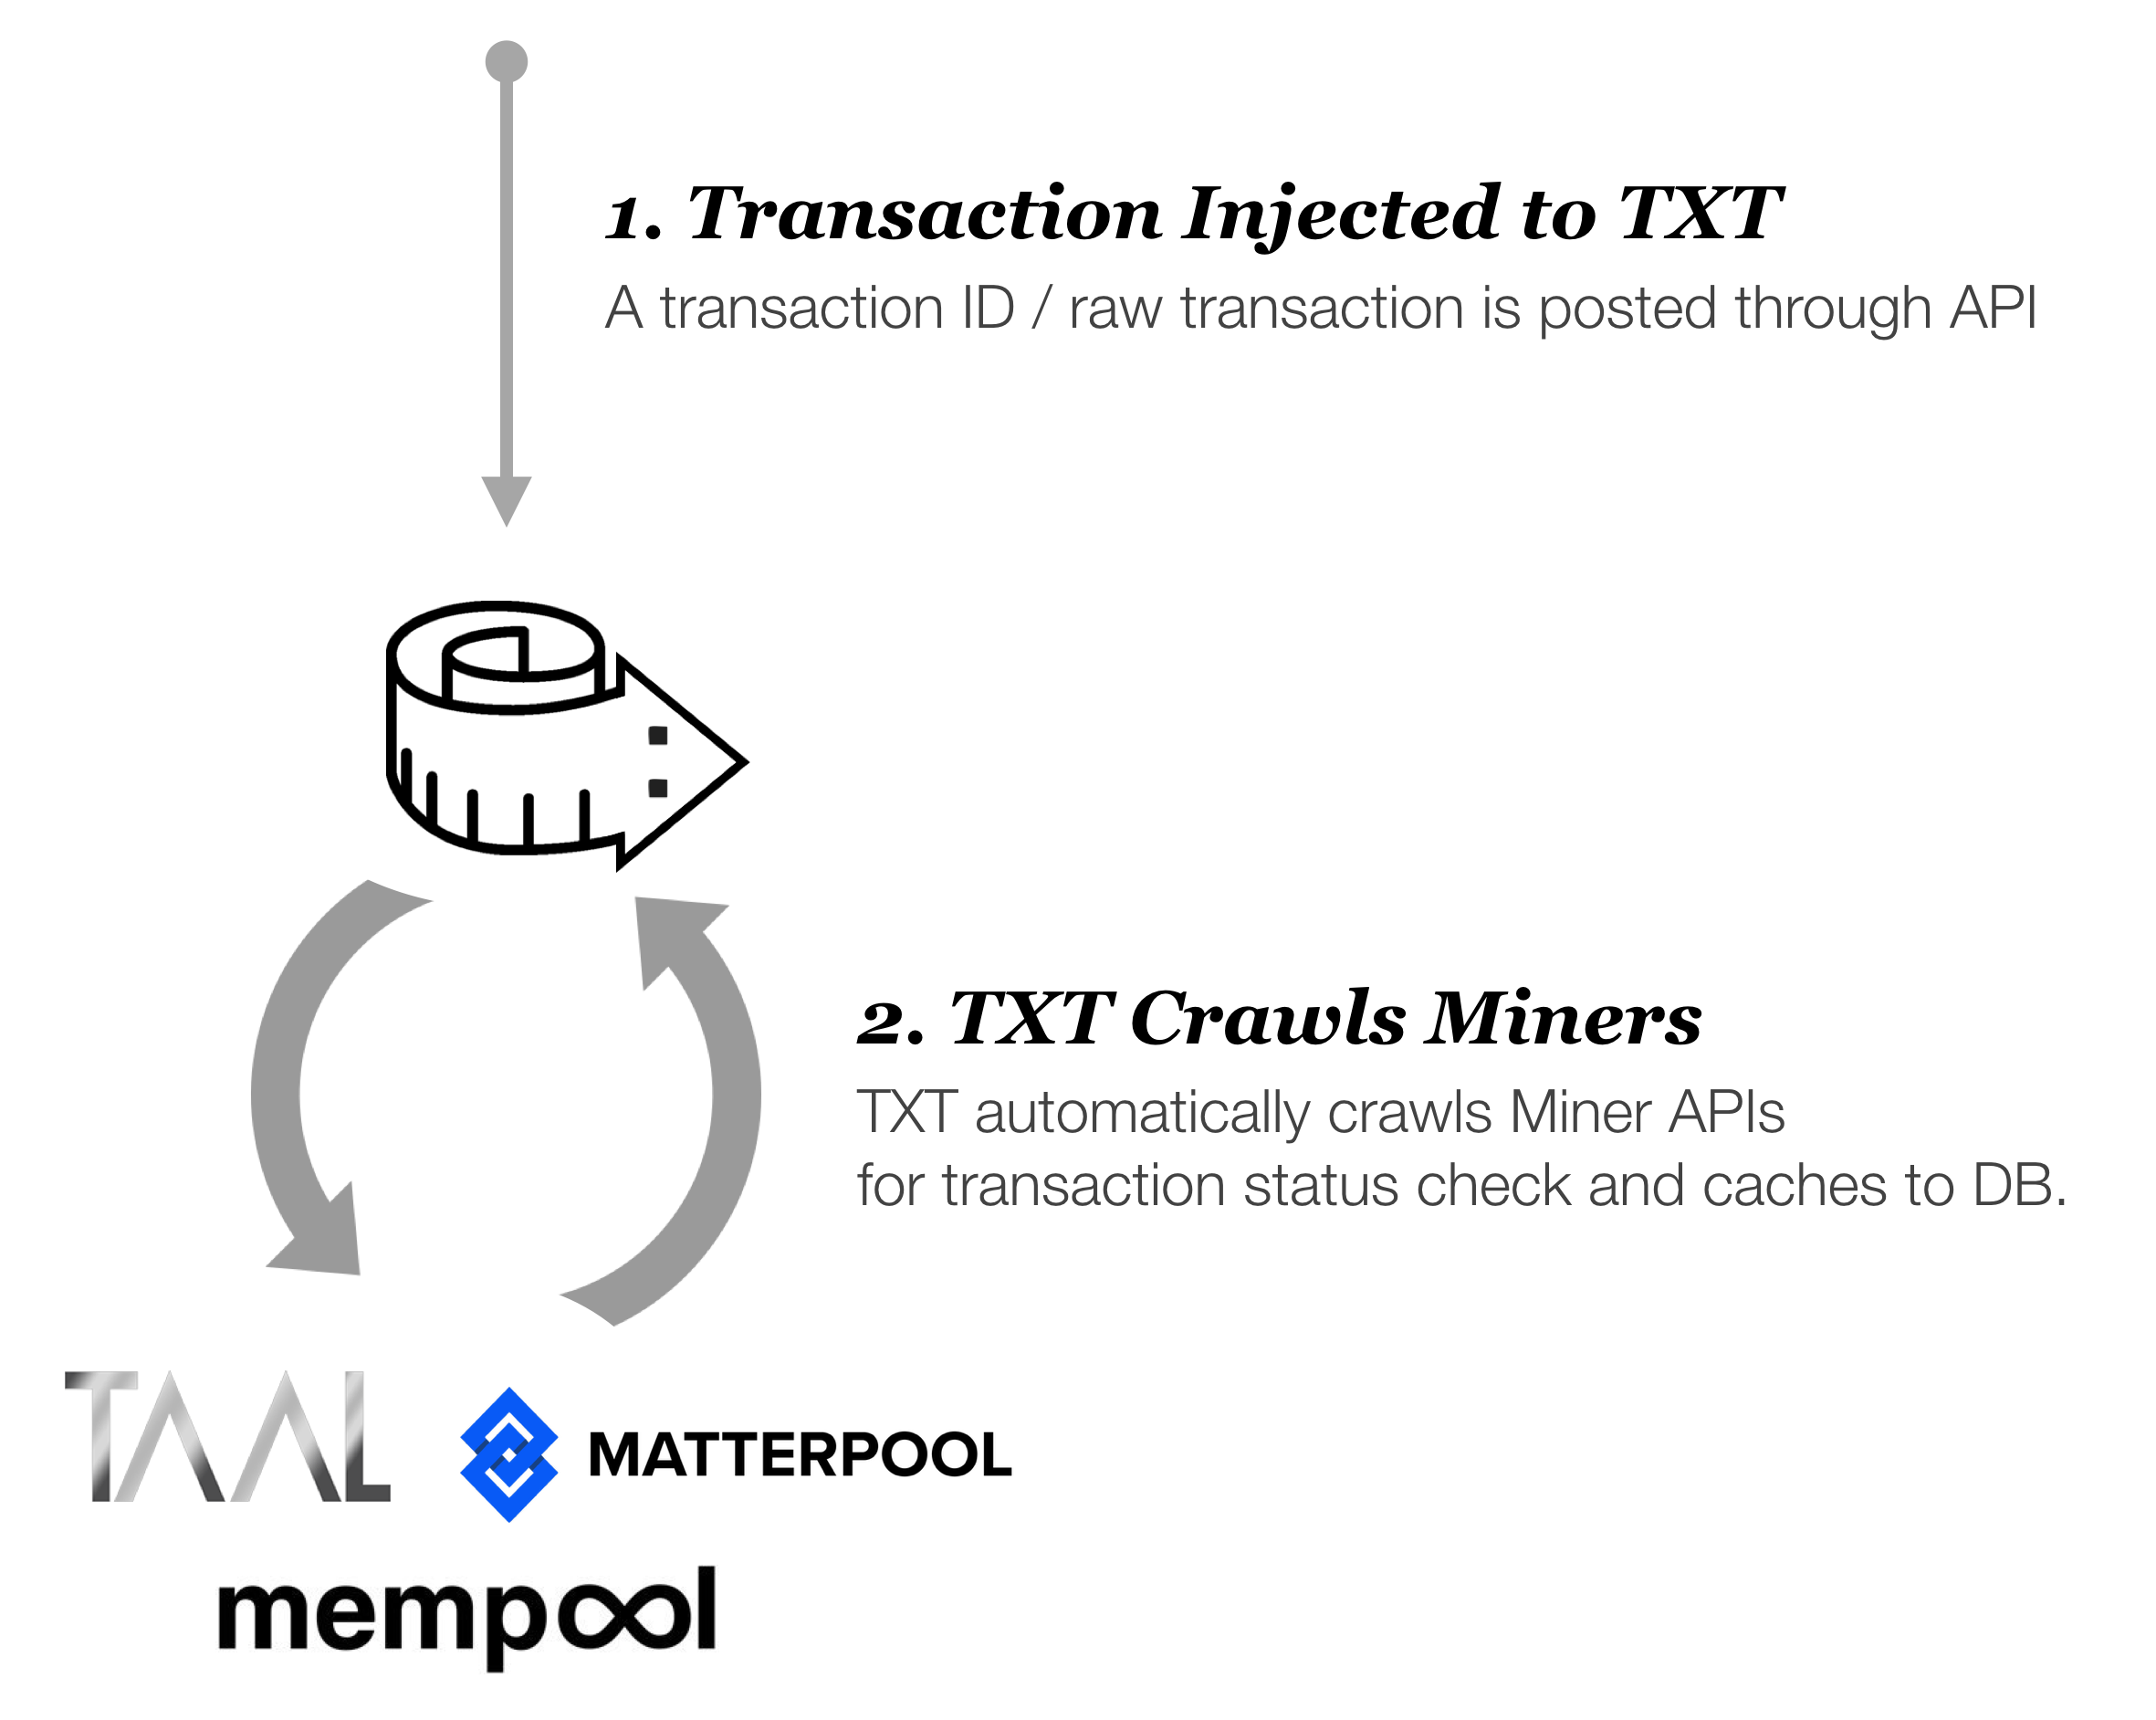 1. Transaction Injected to TXT
A transaction ID / raw transaction is posted through API
2. TXT Crawls Miners
TXT automatically crawls Miner APIs
for transaction status check and caches to DB.
TAAL
MATTERPOOL
mempool